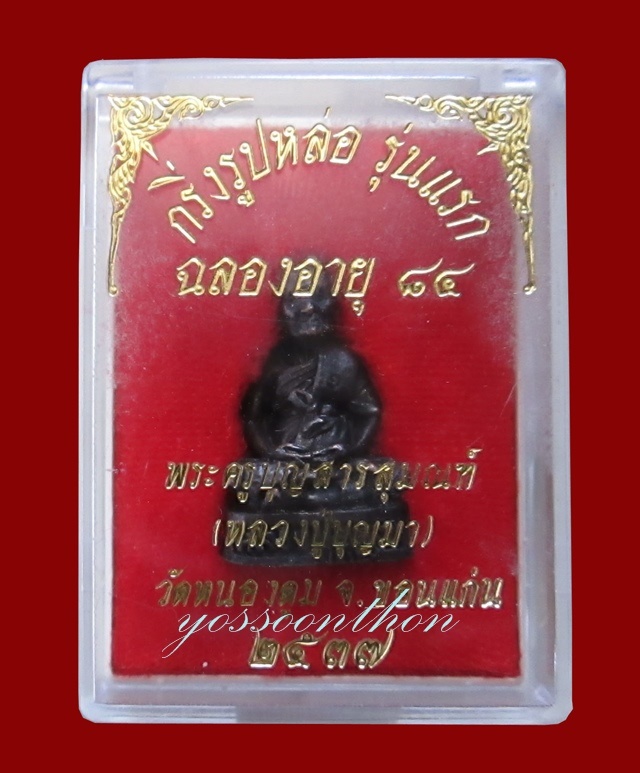 กริ่งรูปหล่อ รุ่นแรก
ฉลองอายุ ๘๔
พระครูบุญสารสุมณฑ์
(หลวงปู่บุญมา)
วัดหนองตูม จ.ขอนแก่น
yossoonthon
๒๕๓๗